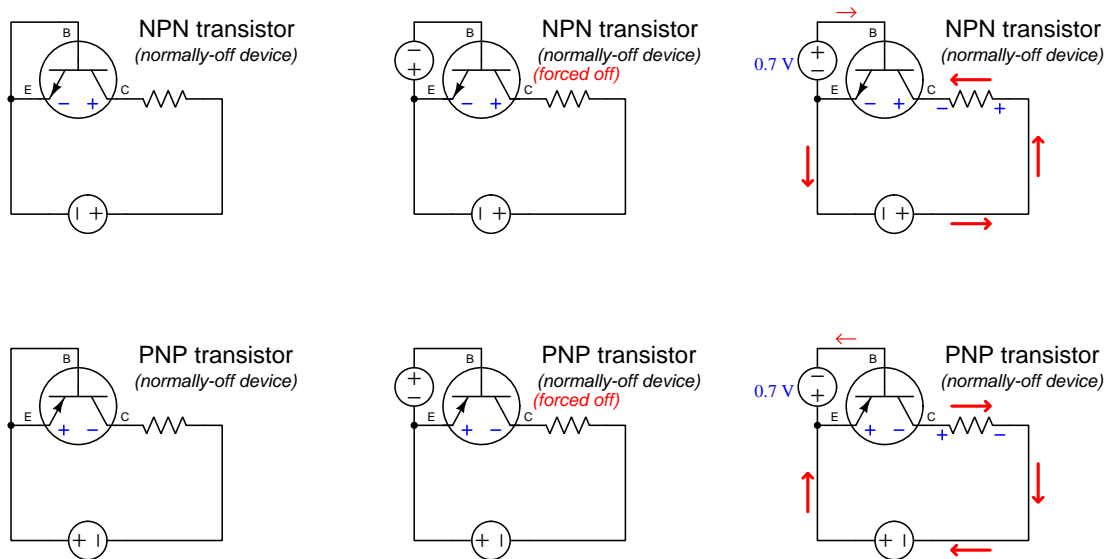 NPN transistor
(normally-off device)
B
E
C
- +
- +
NPN transistor
(normally-off device)
(forced off)
B
E
C
- +
- +
- +
NPN transistor
(normally-off device)
B
0.7 V
+ -
E
C
- +
- +
- +
PNP transistor
(normally-off device)
B
E
C
+ -
+ -
PNP transistor
(normally-off device)
(forced off)
B
+ -
E
C
+ -
+ -
PNP transistor
(normally-off device)
B
0.7 V
- +
E
C
+ -
+ -
+ -